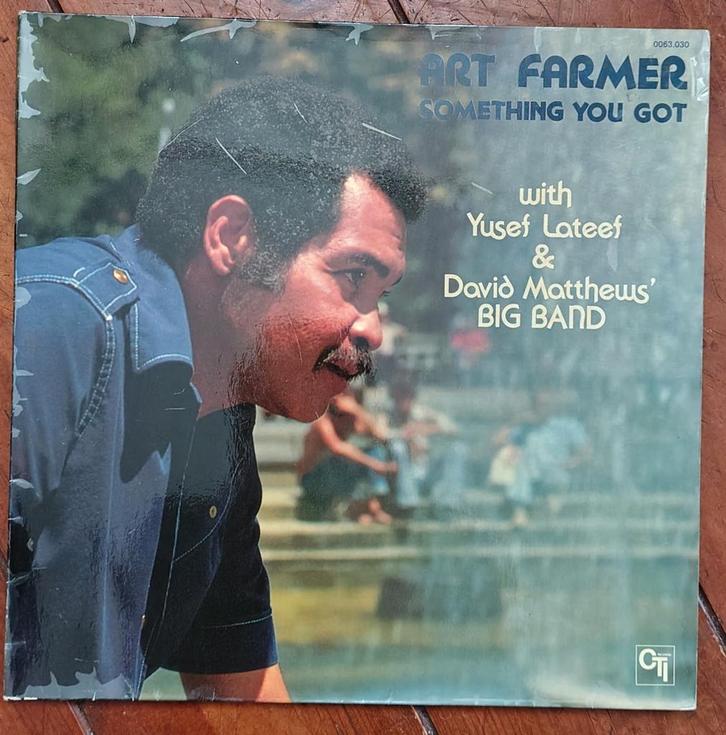 0063.030
ART FARMER
SOMETHING YOU GOT
with
Yusef Lateef
&
David Matthews'
BIG BAND
CTI